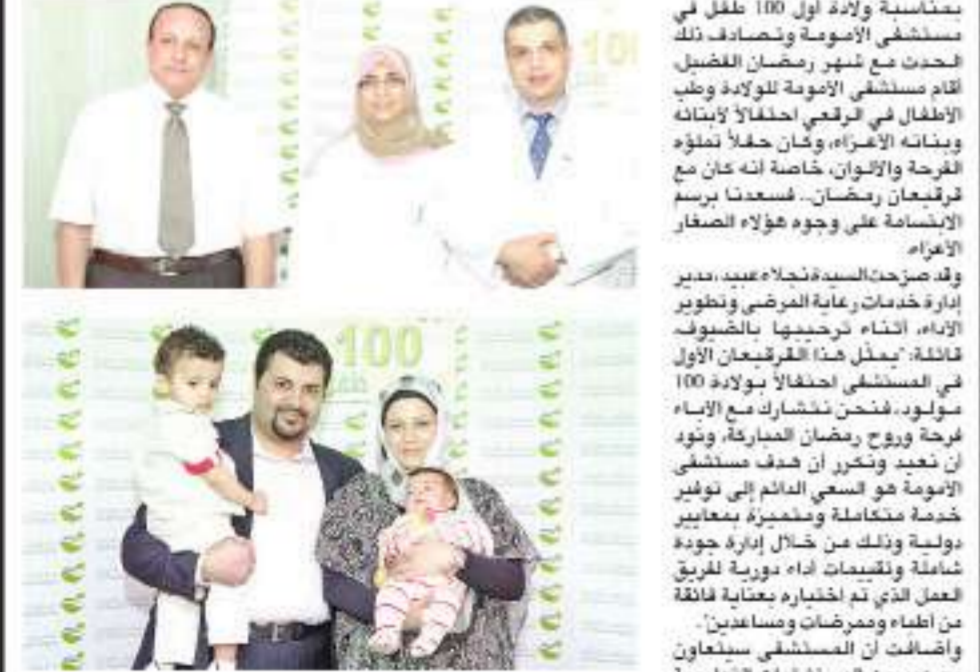 بمناسبة ولادة أول 100 طفل في
مستشفى الأمومة وتصادف ذلك
الحدث مع شهر رمضان الفضيل،
أقام مستشفى الأمومة للولادة وطب
الأطفال في الرقعي احتفالاً لأبنائه
وبناته الأعزاء، وكان حفلاً تملؤه
الفرحة والألوان، خاصة أنه كان مع
قرقيعان رمضان.. فسعدنا برسم
الابتسامة على وجوه هؤلاء الصغار
الأعزاء.
وقد صرحت السيدة نجلاء عبيد، مدير
إدارة خدمات رعاية المرضى وتطوير
الأداء، أثناء ترحيبها بالضيوف،
قائلة: "يمثل هذا القرقيعان الأول
في المستشفى احتفالاً بولادة 100
مولود، فنحن نتشارك مع الآباء
فرحة وروح رمضان المباركة، ونود
أن نعيد ونكرر أن هدف مستشفى
الأمومة هو السعي الدائم إلى توفير
خدمة متكاملة ومتميزة بمعايير
دولية وذلك من خلال إدارة جودة
شاملة وتقييمات أداء دورية لفريق
العمل الذي تم اختياره بعناية فائقة
من أطباء وممرضات ومساعدين".
وأضافت أن المستشفى سيتعاون
100
100